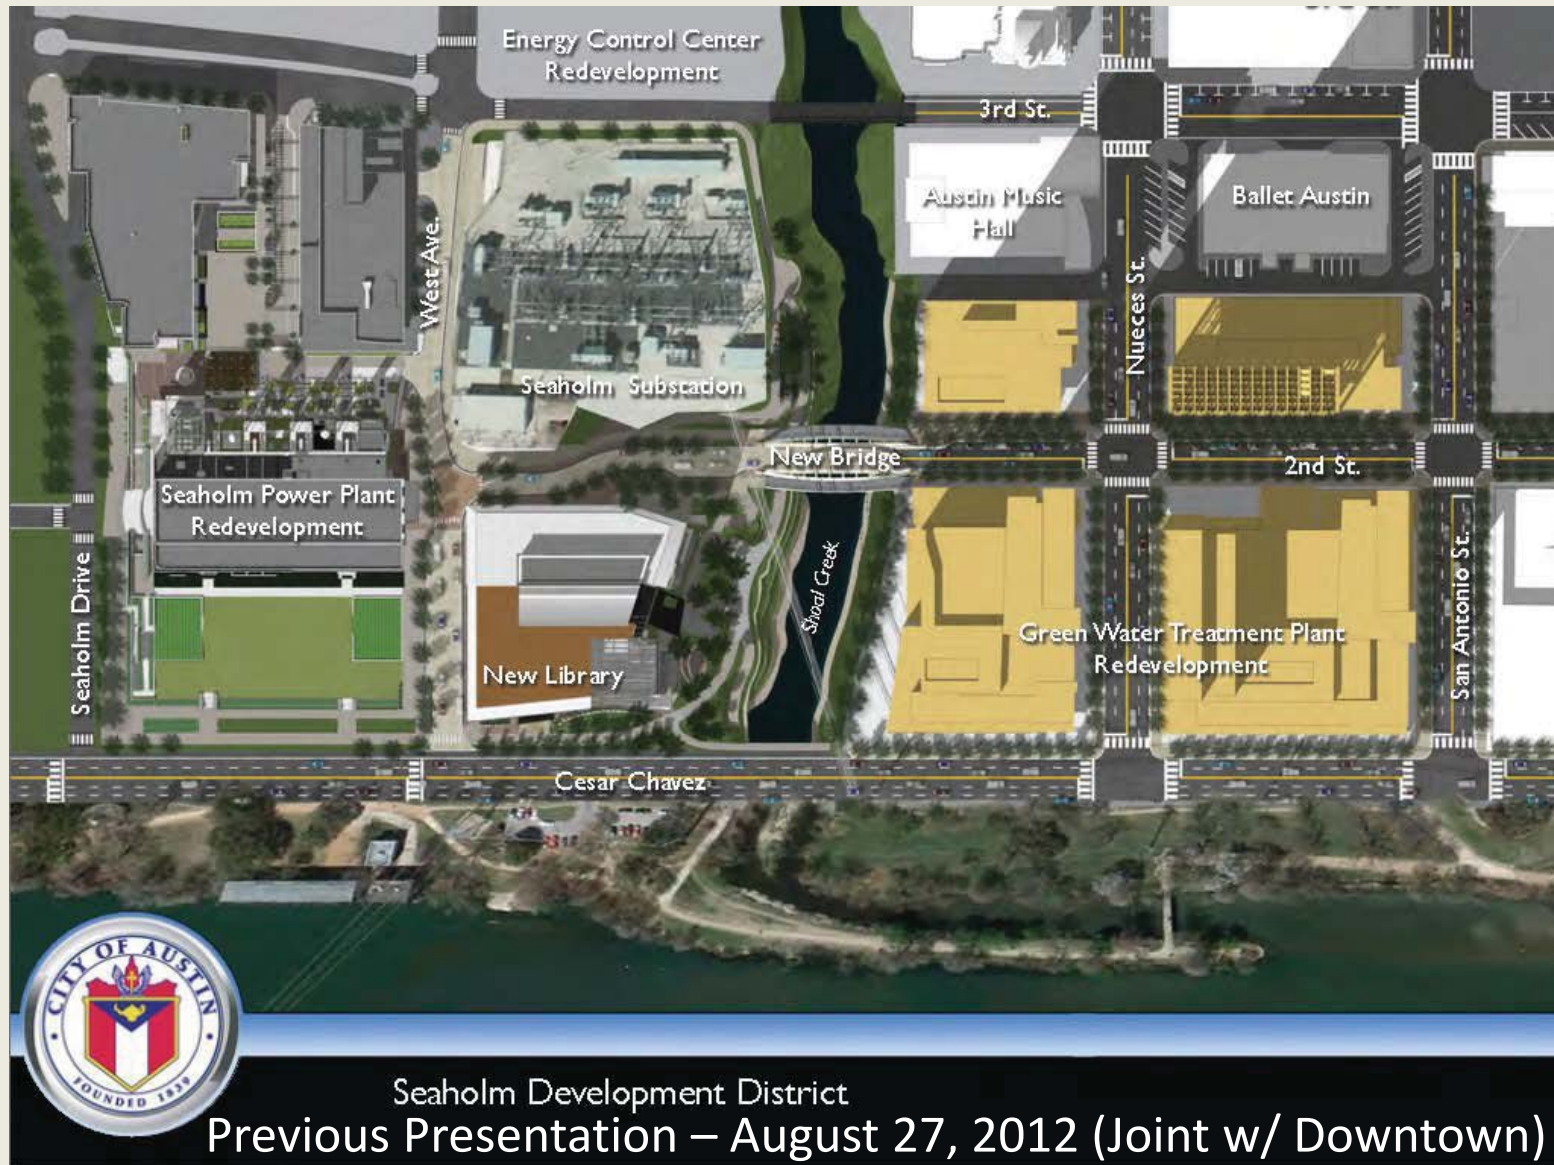 Energy Control Center
Redevelopment
3rd St.
Austin Music
Hall
Ballet Austin
West Ave.
Nueces St.
Seaholm Substation
New Bridge
2nd St.
Seaholm Power Plant
Redevelopment
Seaholm Drive
Shoal Creek
San Antonio St.
Green Water Treatment Plant
Redevelopment
New Library
Cesar Chavez
CITY OF AUSTIN
FOUNDED 1839
Seaholm Development District
Previous Presentation – August 27, 2012 (Joint w/ Downtown)